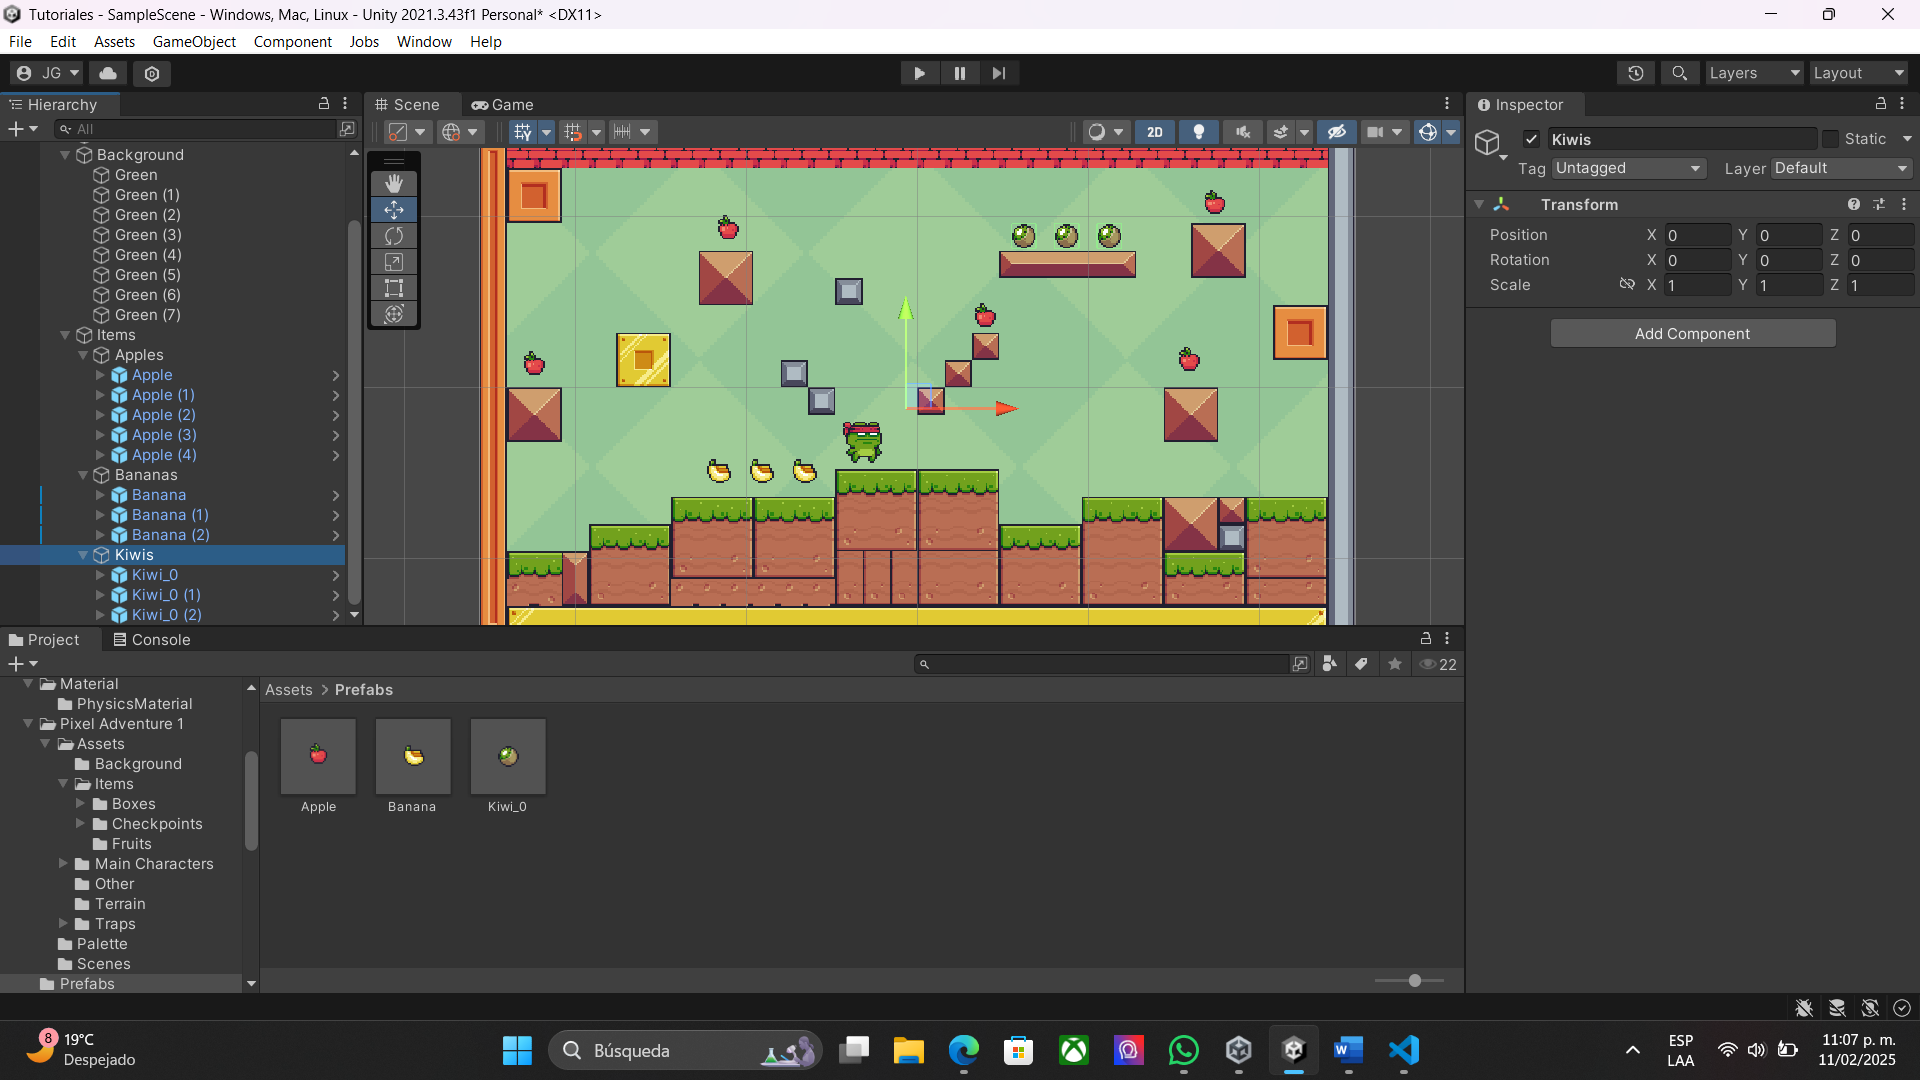 Tutoriales - SampleScene - Windows, Mac, Linux - Unity 2021.3.43f1 Personal* <DX11>
File Edit Assets GameObject Component Jobs Window Help
JG
Layers
Layout
Hierarchy
All
Background
Green
Green (1)
Green (2)
Green (3)
Green (4)
Green (5)
Green (6)
Green (7)
Items
Apples
Apple
Apple (1)
Apple (2)
Apple (3)
Apple (4)
Bananas
Banana
Banana (1)
Banana (2)
Kiwis
Kiwi_0
Kiwi_0 (1)
Kiwi_0 (2)
Scene Game
2D
Inspector
Kiwis
Static
Tag Untagged Layer Default
Transform
Position X 0 Y 0 Z 0
Rotation X 0 Y 0 Z 0
Scale X 1 Y 1 Z 1
Add Component
Project Console
22
Material
PhysicsMaterial
Pixel Adventure 1
Assets
Background
Items
Boxes
Checkpoints
Fruits
Main Characters
Other
Terrain
Traps
Palette
Scenes
Prefabs
Assets > Prefabs
Apple Banana Kiwi_0
8
19°C
Despejado
Búsqueda
ESP
LAA
11:07 p. m.
11/02/2025